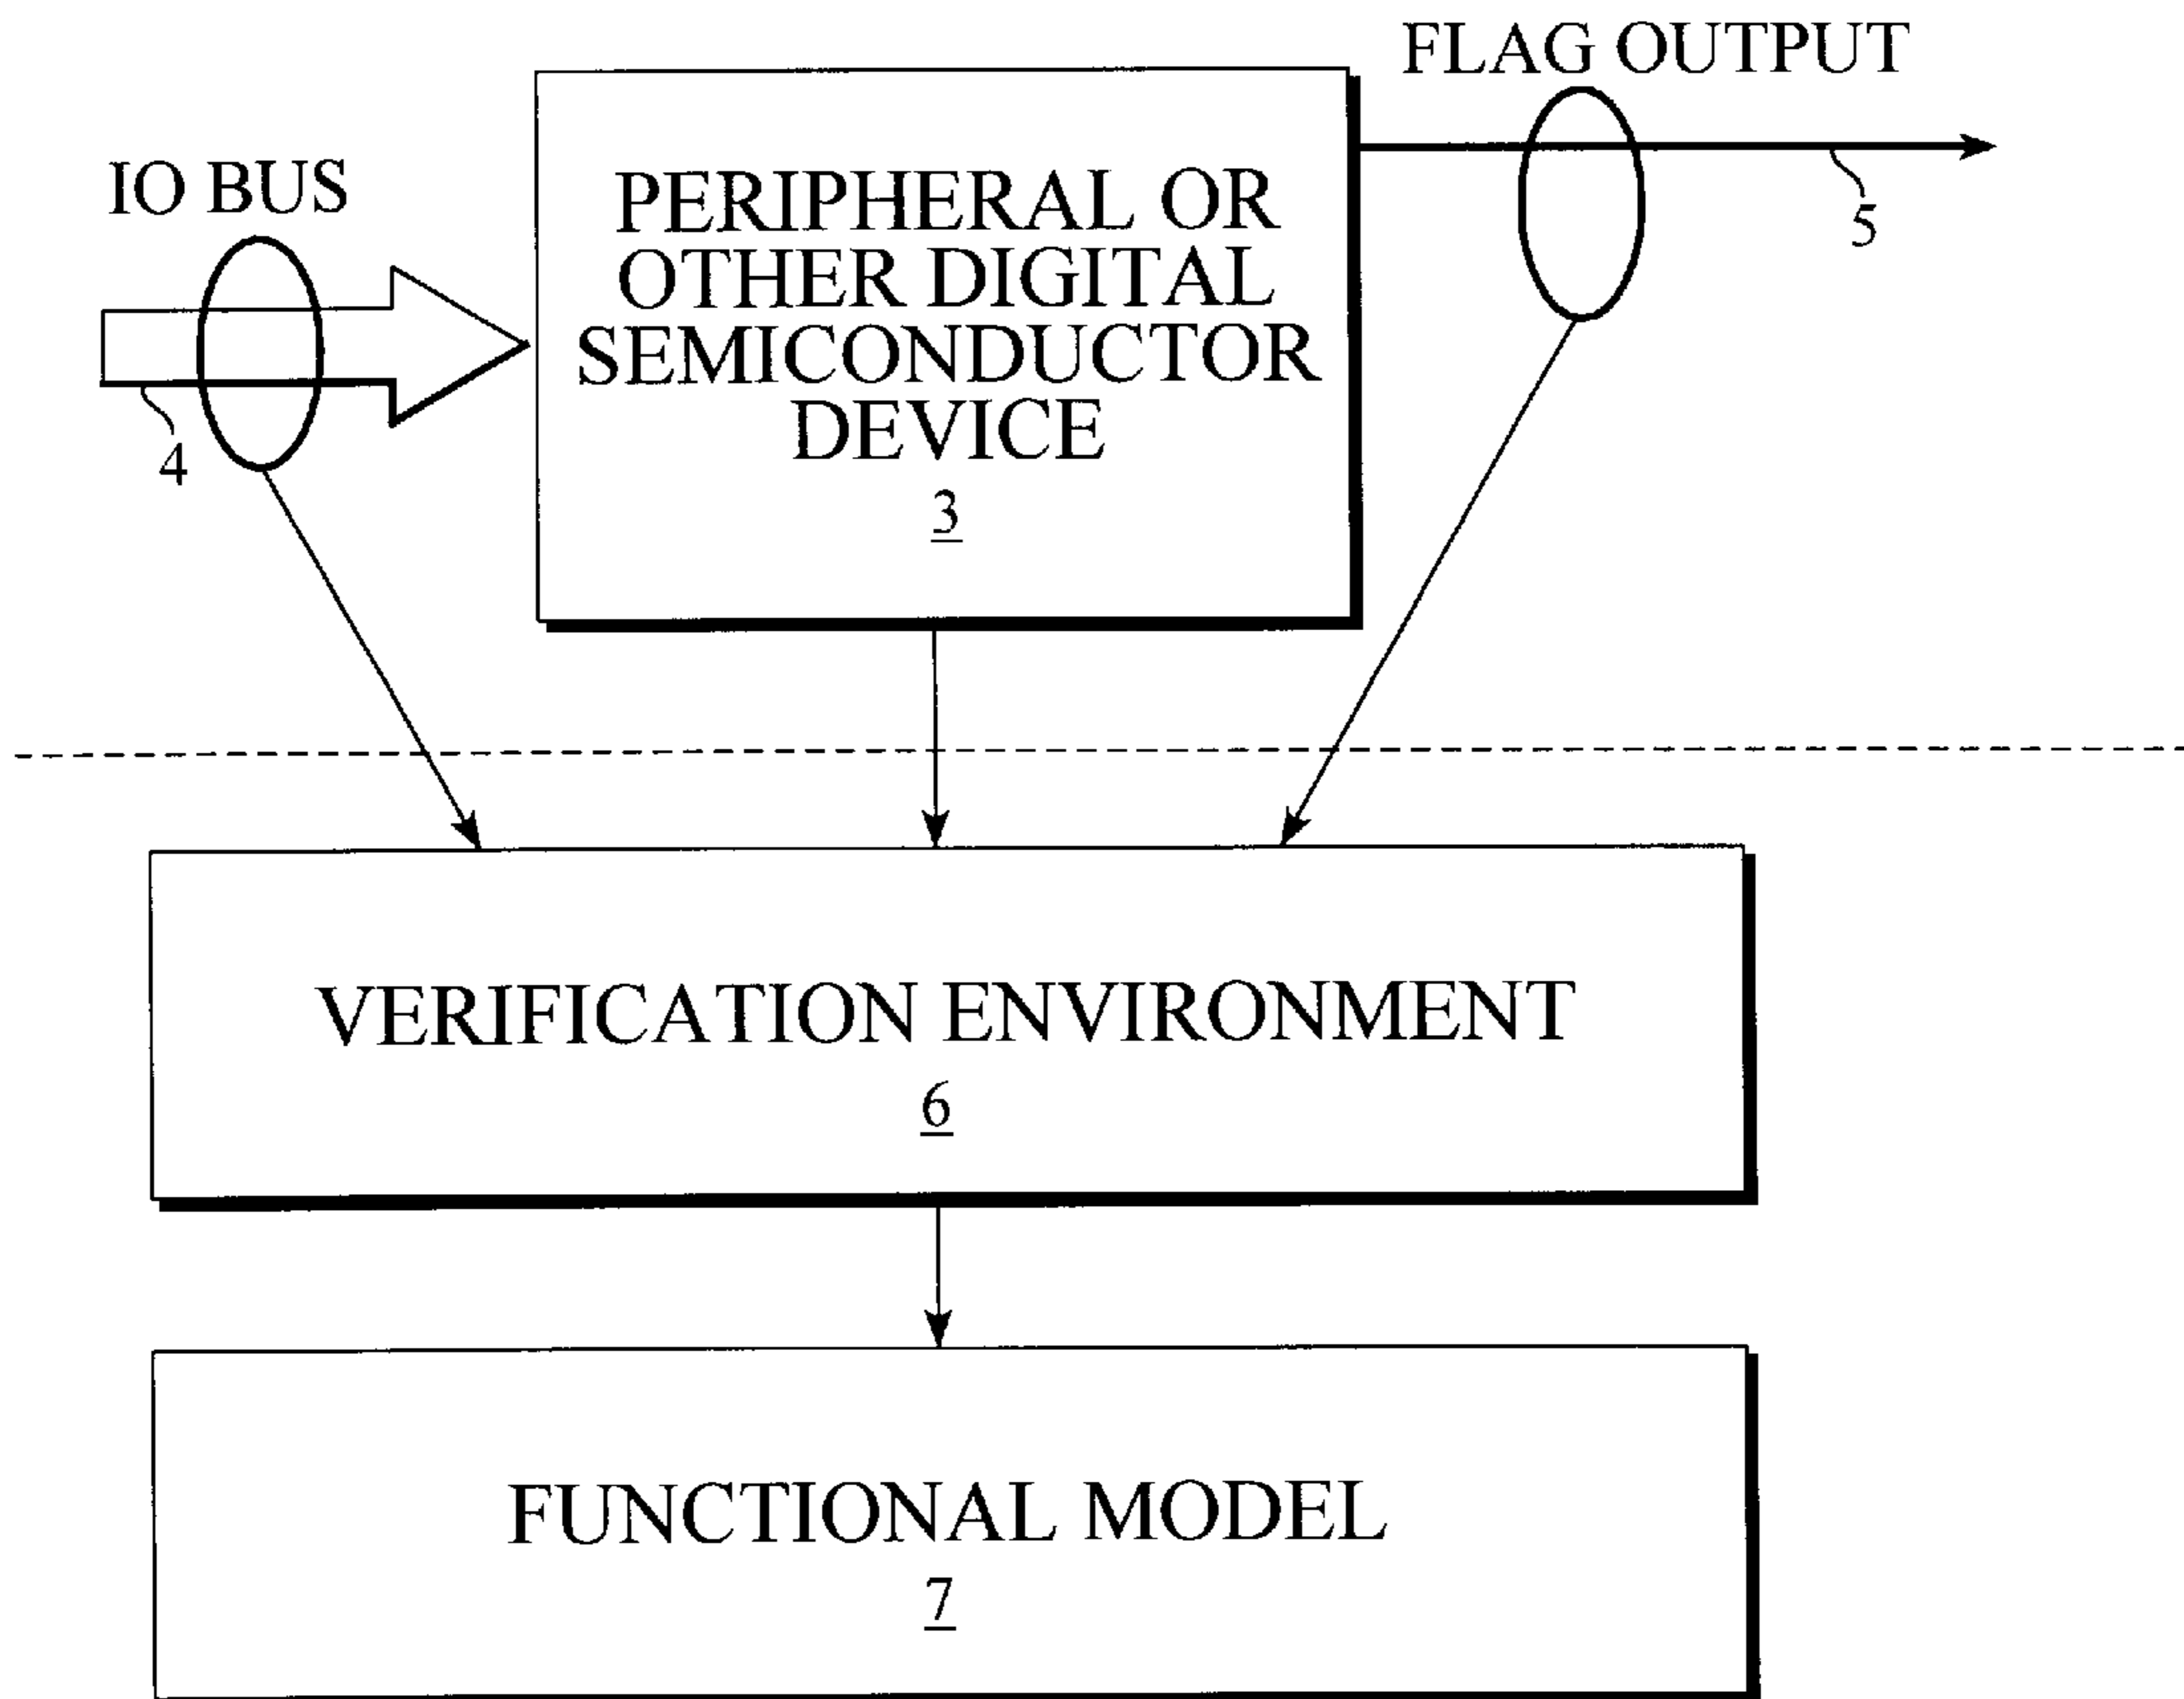 FLAG OUTPUT
IO BUS
PERIPHERAL OR
OTHER DIGITAL
SEMICONDUCTOR
DEVICE
3
4
5
VERIFICATION ENVIRONMENT
6
FUNCTIONAL MODEL
7